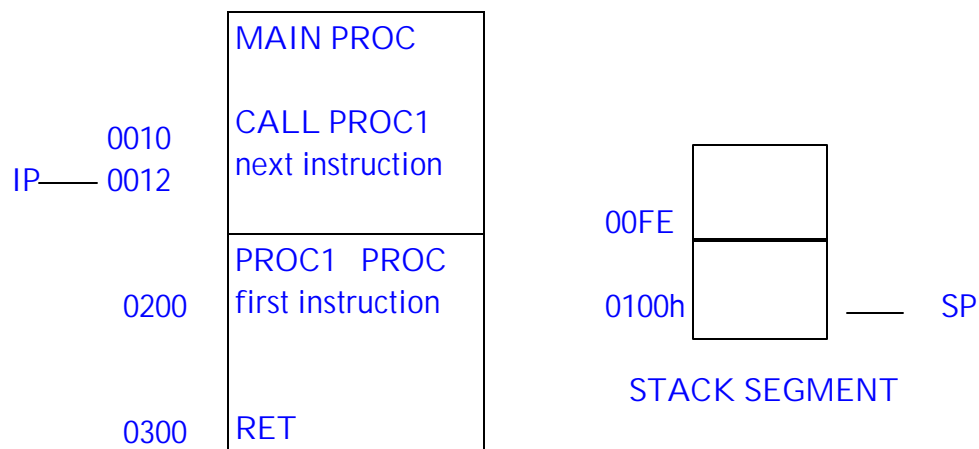 MAIN PROC
0010 CALL PROC1
IP 0012 next instruction
PROC1 PROC
0200 first instruction
0300 RET
00FE
0100h SP
STACK SEGMENT